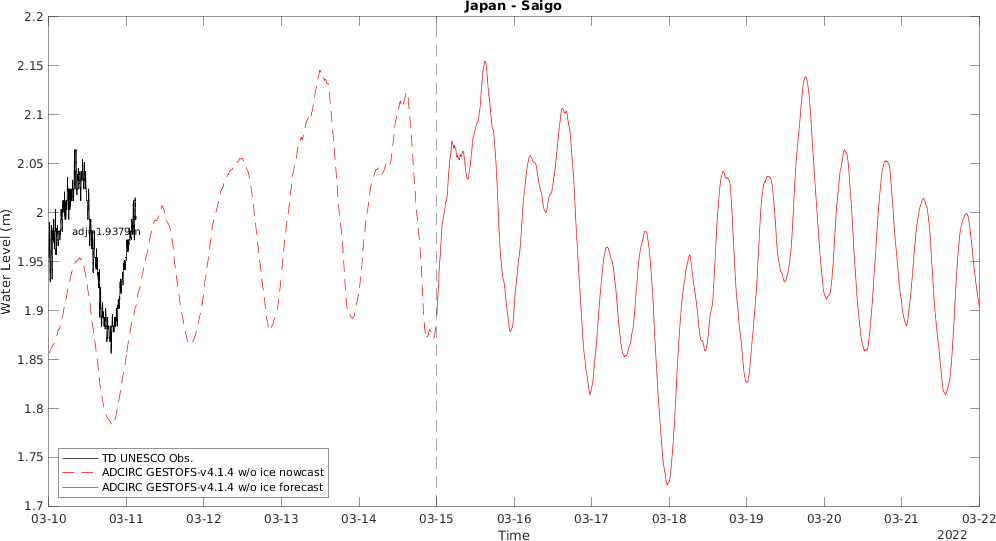 Japan - Saigo
2.2
2.15
2.1
2.05
2
1.95
1.9
1.85
1.8
1.75
1.7
Water Level (m)
adj: 1.9379m
TD UNESCO Obs.
ADCIRC GESTOFS-v4.1.4 w/o ice nowcast
ADCIRC GESTOFS-v4.1.4 w/o ice forecast
03-10 03-11 03-12 03-13 03-14 03-15 03-16 03-17 03-18 03-19 03-20 03-21 03-22
Time
2022